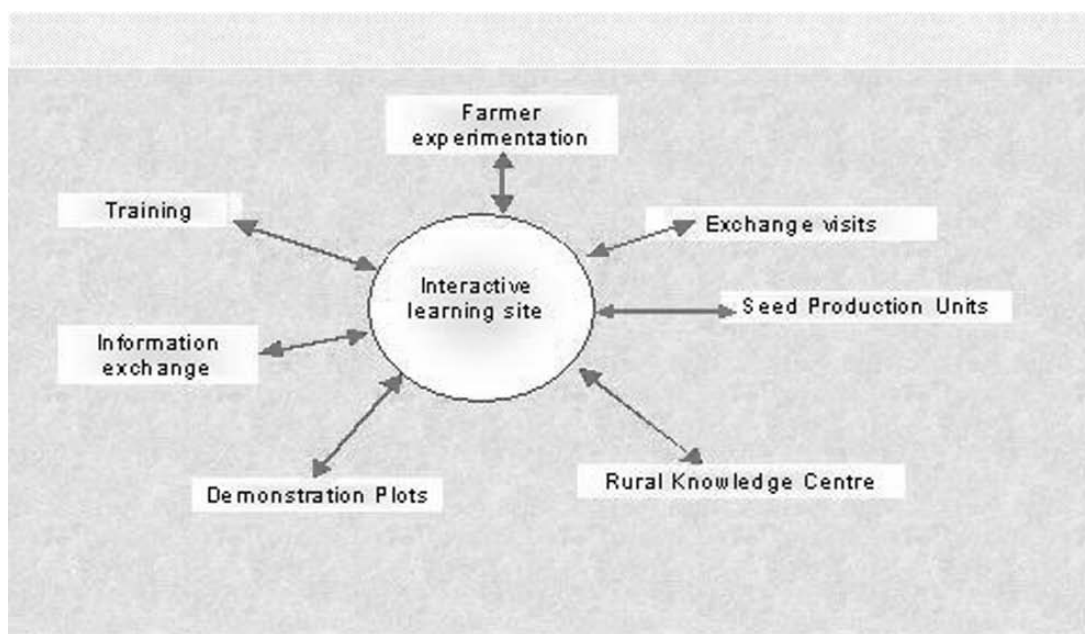 Farmer
experimentation
Training
Exchange visits
Interactive
learning site
Seed Production Units
Information
exchange
Rural Knowledge Centre
Demonstration Plots